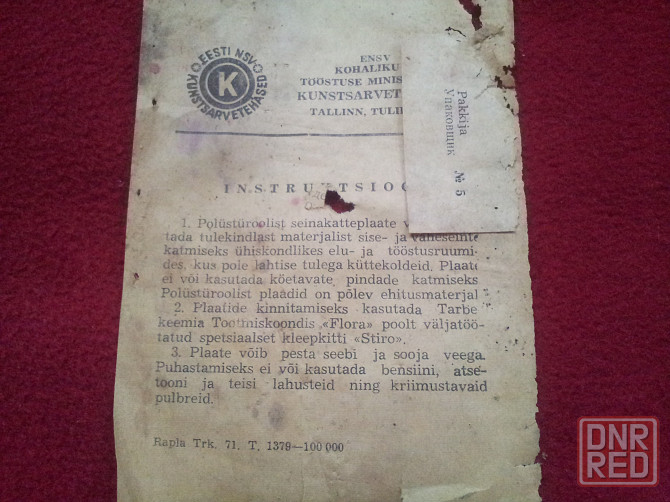 EESTI NSV
KUNSTSARVETEHASED
K
ENSV
KOHALIKU
TÖÖSTUSE MINIS
KUNSTSARVET
TALLINN, TULI
Pakkija
Упаковщик № 5
INSTRUKTSIOO
1. Polüstüroolist seinakatteplaate v
tada tulekindlast materjalist sise- ja vaheseinte
katmiseks ühiskondlikes elu- ja tööstusruumi-
des, kus pole lahtise tulega küttekoldeid. Plaate
ei või kasutada köetavate pindade katmiseks
Polüstüroolist plaadid on põlev ehitusmaterjal
2. Plaatide kinnitamiseks kasutada Tarbe
keemia Tootmiskoondis «Flora» poolt väljatöö-
tatud spetsiaalset kleepkitti «Stiro».
3. Plaate võib pesta seebi ja sooja veega.
Puhastamiseks ei või kasutada bensiini, atse-
tooni ja teisi lahusteid ning kriimustavaid
pulbreid.
Rapla Trk. 71. T. 1379—100 000
DNR
RED